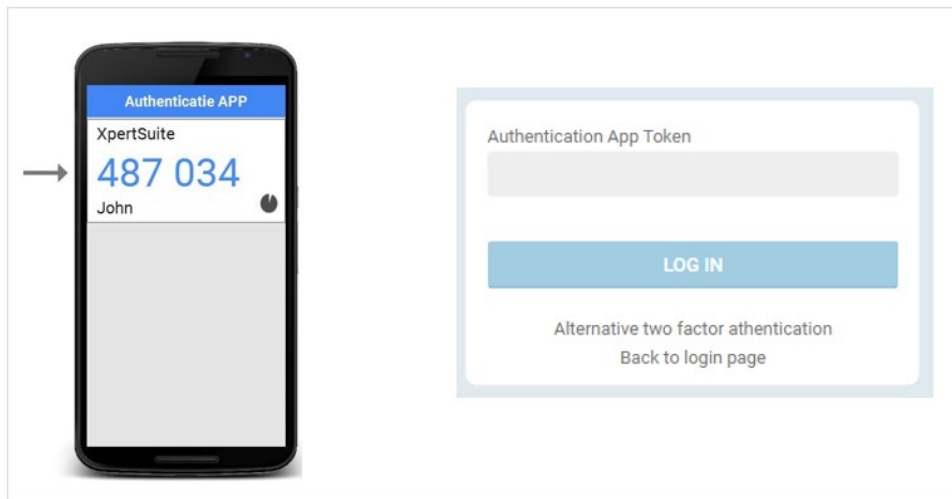 Authenticatie APP
XpertSuite
487 034
John
Authentication App Token
LOG IN
Alternative two factor athentication
Back to login page